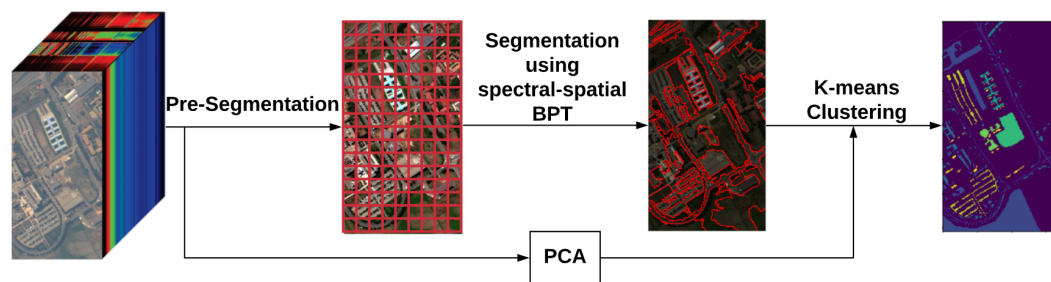 Pre-Segmentation
Segmentation
using
spectral-spatial
BPT
K-means
Clustering
PCA